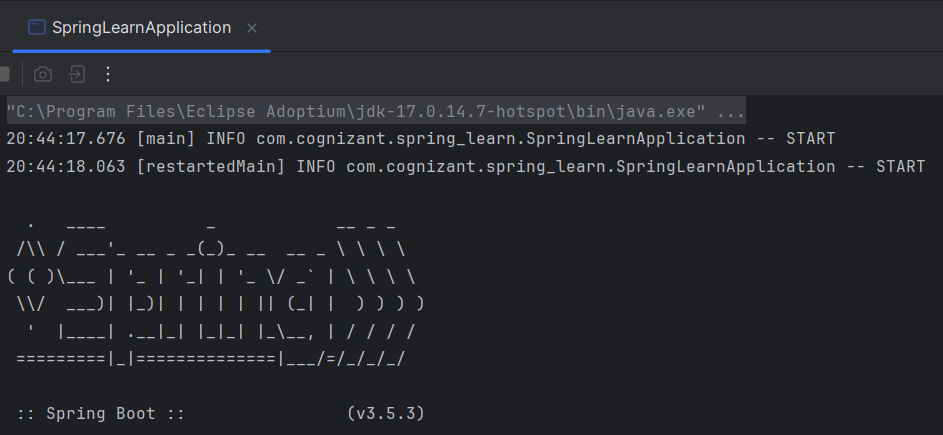 SpringLearnApplication
"C:\Program Files\Eclipse Adoptium\jdk-17.0.14.7-hotspot\bin\java.exe" ...
20:44:17.676 [main] INFO com.cognizant.spring_learn.SpringLearnApplication -- START
20:44:18.063 [restartedMain] INFO com.cognizant.spring_learn.SpringLearnApplication -- START

  .   ____          _            __ _ _
 /\\ / ___'_ __ _ _(_)_ __  __ _ \ \ \ \
( ( )\___ | '_ | '_| | '_ \/ _` | \ \ \ \
 \\/  ___)| |_)| | | | | || (_| |  ) ) ) )
  '  |____| .__|_| |_|_| |_\__, | / / / /
 =========|_|==============|___/=/_/_/_/

 :: Spring Boot ::                (v3.5.3)